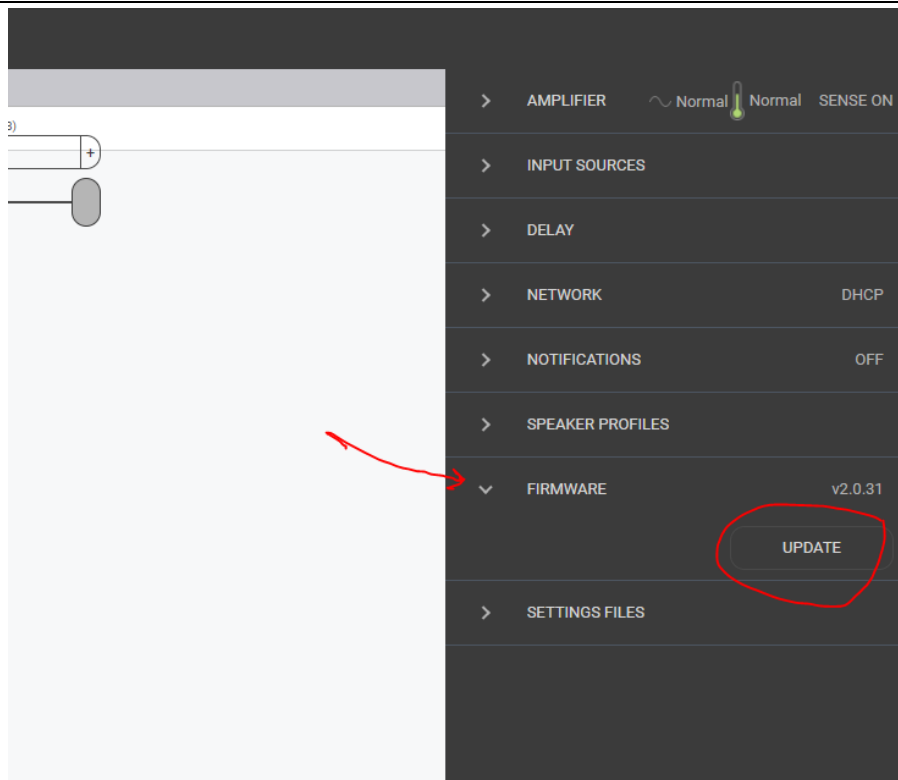 AMPLIFIER Normal Normal SENSE ON
3)
+
INPUT SOURCES
DELAY
NETWORK DHCP
NOTIFICATIONS OFF
SPEAKER PROFILES
FIRMWARE v2.0.31
UPDATE
SETTINGS FILES